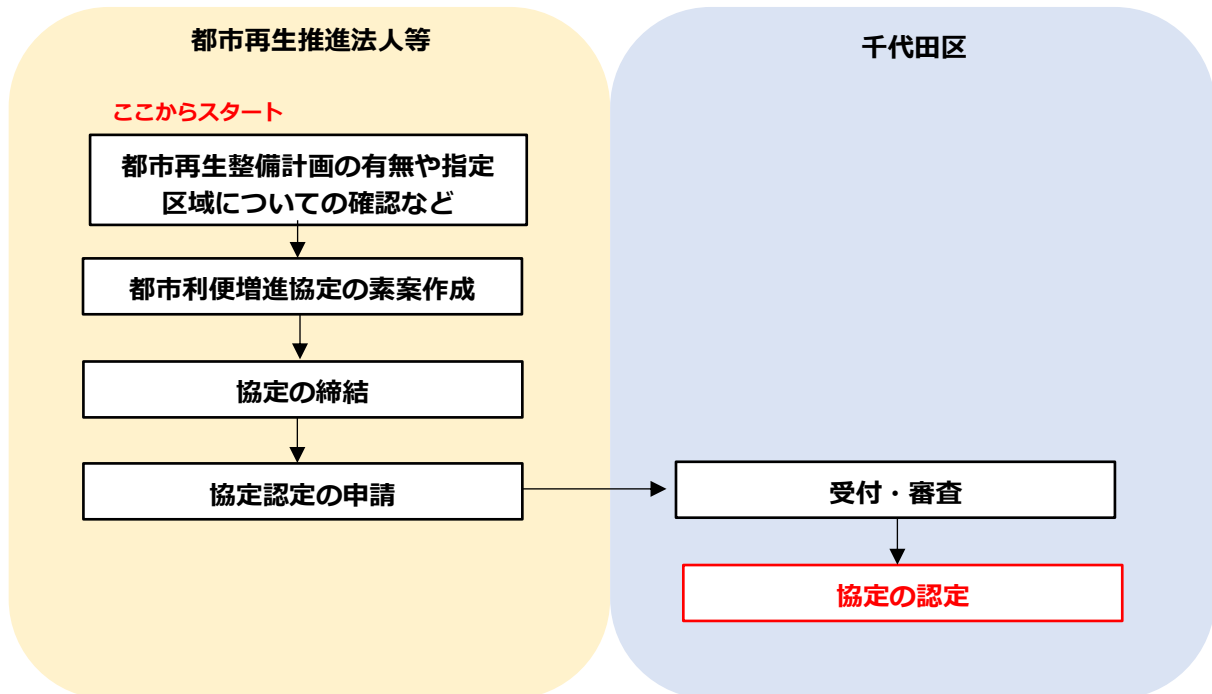 都市再生推進法人等
千代田区
ここからスタート
都市再生整備計画の有無や指定
区域についての確認など
都市利便増進協定の素案作成
協定の締結
協定認定の申請
受付・審査
協定の認定